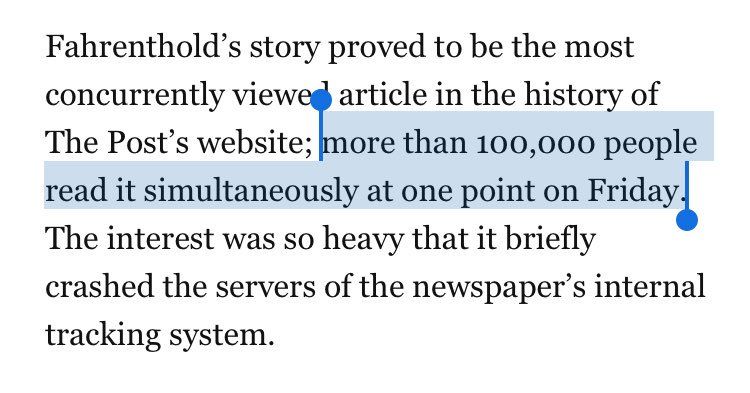 Fahrenthold’s story proved to be the most
concurrently viewed article in the history of
The Post’s website; more than 100,000 people
read it simultaneously at one point on Friday.
The interest was so heavy that it briefly
crashed the servers of the newspaper’s internal
tracking system.